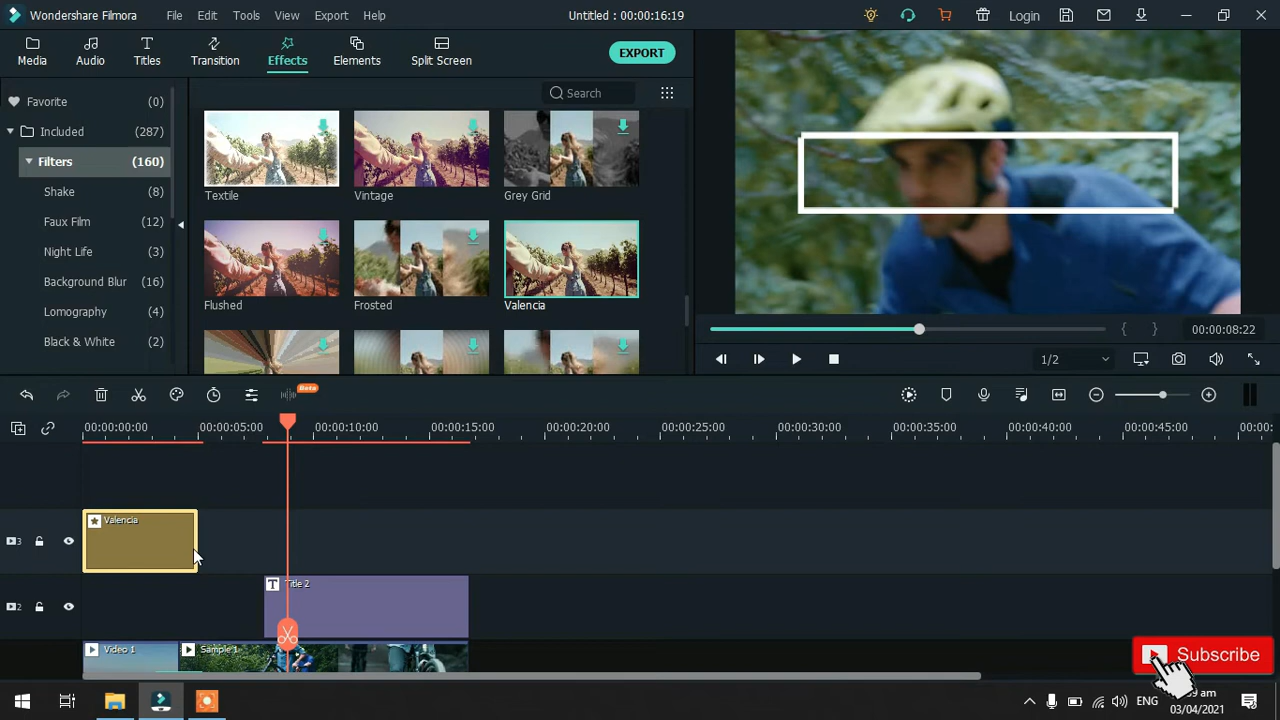 Wondershare Filmora File Edit Tools View Export Help Untitled : 00:00:16:19 Login
Media Audio Titles Transition Effects Elements Split Screen EXPORT
Favorite (0)
Included (287)
Filters (160)
Shake (8)
Faux Film (12)
Night Life (3)
Background Blur (16)
Lomography (4)
Black & White (2)
Search
Textile Vintage Grey Grid
Flushed Frosted Valencia
00:00:08:22
1/2
Beta
00:00:00:00 00:00:05:00 00:00:10:00 00:00:15:00 00:00:20:00 00:00:25:00 00:00:30:00 00:00:35:00 00:00:40:00 00:00:45:00
Valencia
3
T Title 2
2
Video 1 Sample 1
Subscribe
ENG
03/04/2021